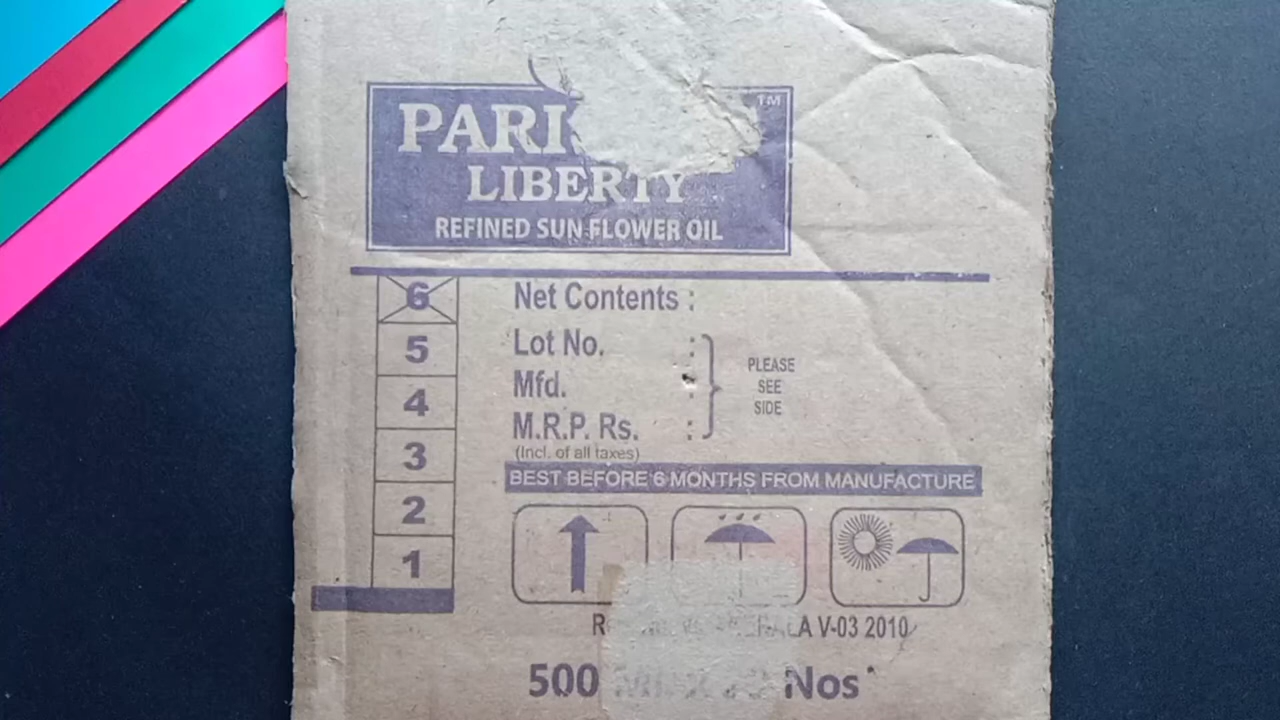 PARI
TM
LIBERTY
REFINED SUN FLOWER OIL
6
5
4
3
2
1
Net Contents :
Lot No. :
Mfd. :
M.R.P. Rs. :
(Incl. of all taxes)
PLEASE
SEE
SIDE
BEST BEFORE 6 MONTHS FROM MANUFACTURE
V-03 2010
500 Nos